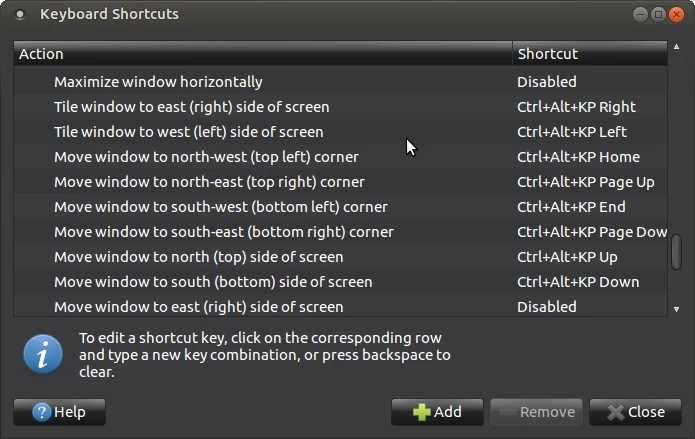 Keyboard Shortcuts
Action Shortcut
Maximize window horizontally Disabled
Tile window to east (right) side of screen Ctrl+Alt+KP Right
Tile window to west (left) side of screen Ctrl+Alt+KP Left
Move window to north-west (top left) corner Ctrl+Alt+KP Home
Move window to north-east (top right) corner Ctrl+Alt+KP Page Up
Move window to south-west (bottom left) corner Ctrl+Alt+KP End
Move window to south-east (bottom right) corner Ctrl+Alt+KP Page Dow
Move window to north (top) side of screen Ctrl+Alt+KP Up
Move window to south (bottom) side of screen Ctrl+Alt+KP Down
Move window to east (right) side of screen Disabled
To edit a shortcut key, click on the corresponding row
and type a new key combination, or press backspace to
clear.
Help Add Remove Close